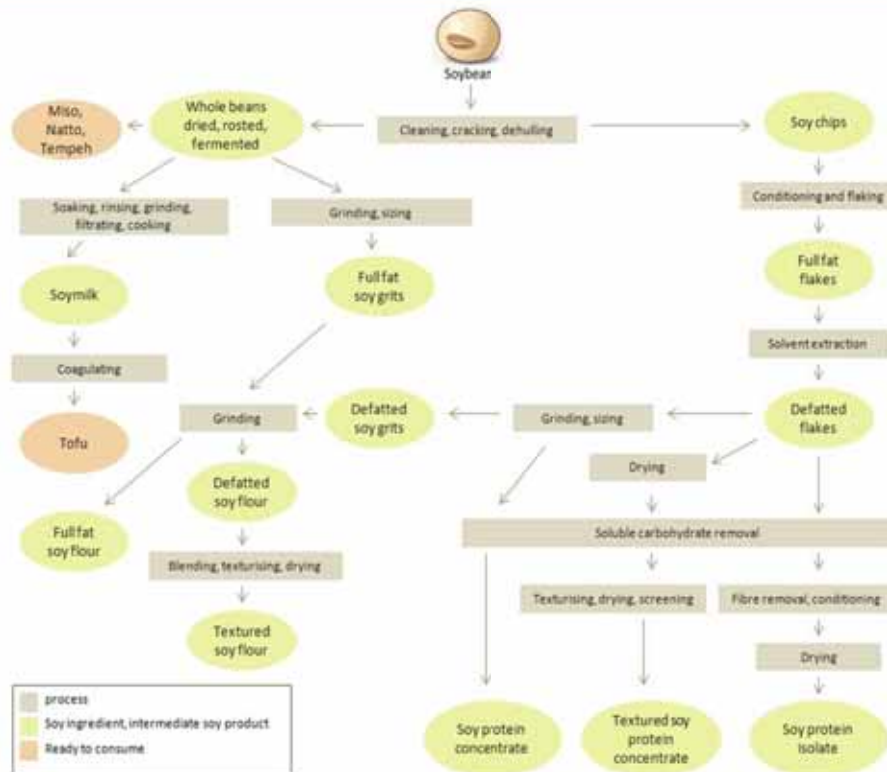 Soybear
Miso,
Natto,
Tempeh
Whole beans
dried, rosted,
fermented
Cleaning, cracking, dehulling
Soy chips
Soaking, rinsing, grinding,
filtrating, cooking
Grinding, sizing
Conditioning and flaking
Soymilk
Full fat
soy grits
Full fat
flakes
Coagulating
Solvent extraction
Tofu
Grinding
Defatted
soy grits
Grinding, sizing
Defatted
flakes
Drying
Defatted
soy flour
Full fat
soy flour
Soluble carbohydrate removal
Blending, texturising, drying
Texturising, drying, screening
Fibre removal, conditioning
Textured
soy flour
Drying
process
Soy ingredient, intermediate soy product
Ready to consume
Soy protein
concentrate
Textured soy
protein
concentrate
Soy protein
isolate